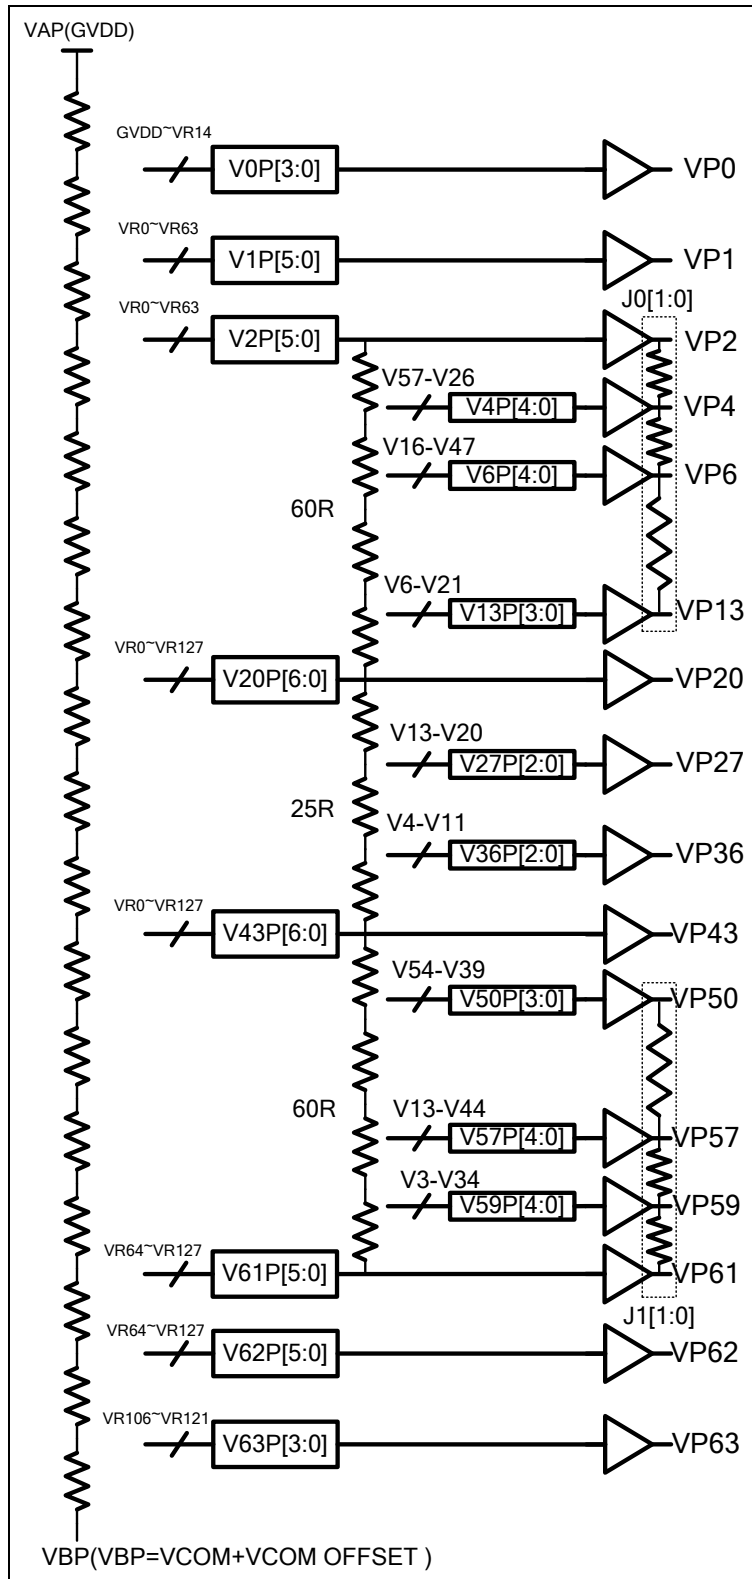 VAP(GVDD)
GVDD~VR14
V0P[3:0]
VP0
VR0~VR63
V1P[5:0]
VP1
J0[1:0]
VR0~VR63
V2P[5:0]
VP2
V57-V26
V4P[4:0]
VP4
V16-V47
V6P[4:0]
VP6
60R
V6-V21
V13P[3:0]
VP13
VR0~VR127
V20P[6:0]
VP20
V13-V20
V27P[2:0]
VP27
25R
V4-V11
V36P[2:0]
VP36
VR0~VR127
V43P[6:0]
VP43
V54-V39
V50P[3:0]
VP50
60R
V13-V44
V57P[4:0]
VP57
V3-V34
V59P[4:0]
VP59
VR64~VR127
V61P[5:0]
VP61
J1[1:0]
VR64~VR127
V62P[5:0]
VP62
VR106~VR121
V63P[3:0]
VP63
VBP(VBP=VCOM+VCOM OFFSET )